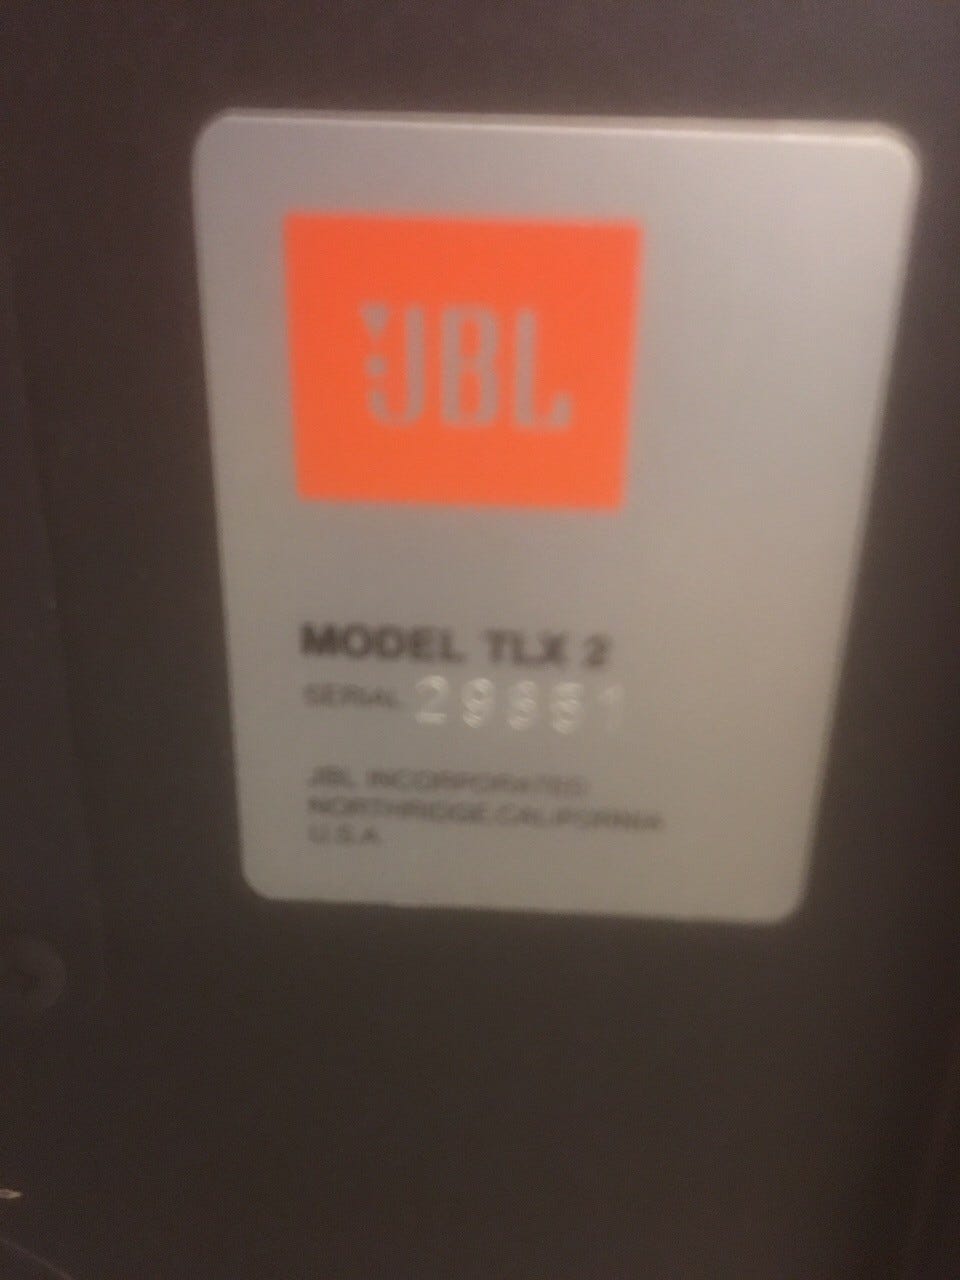 JBL
MODEL TLX 2
SERIAL
JBL INCORPORATED
NORTHRIDGE, CALIFORNIA
U.S.A.